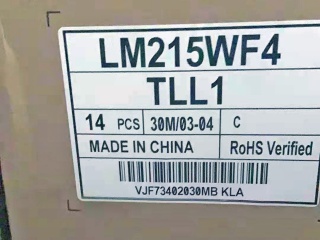 LM215WF4
TLL1
14 PCS 30M/03-04 C
MADE IN CHINA RoHS Verified
VJF73402030MB KLA